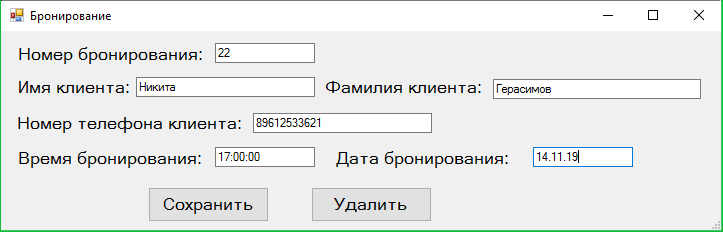 Бронирование
Номер бронирования: 22
Имя клиента: Никита Фамилия клиента: Герасимов
Номер телефона клиента: 89612533621
Время бронирования: 17:00:00 Дата бронирования: 14.11.19
Сохранить Удалить